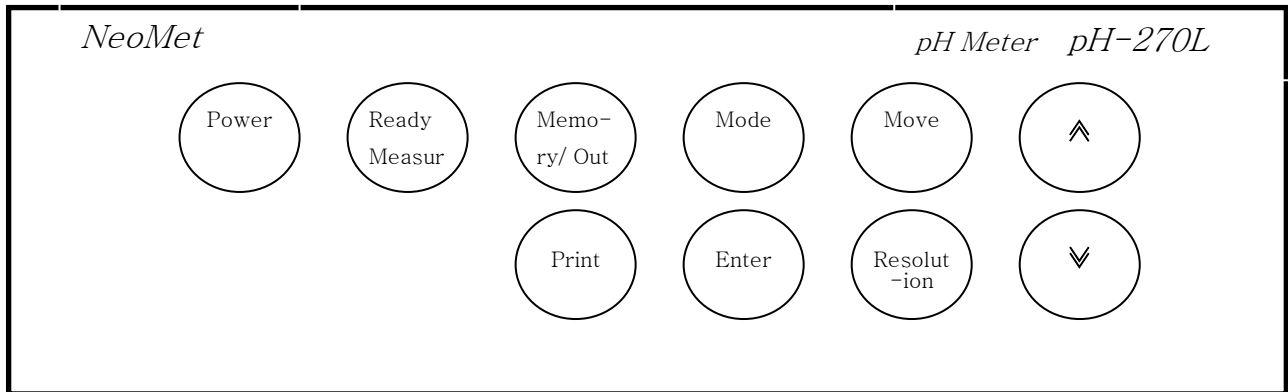 NeoMet pH Meter pH-270L
Power Ready Memo- Mode Move
Measur ry/ Out
Print Enter Resolut
-ion